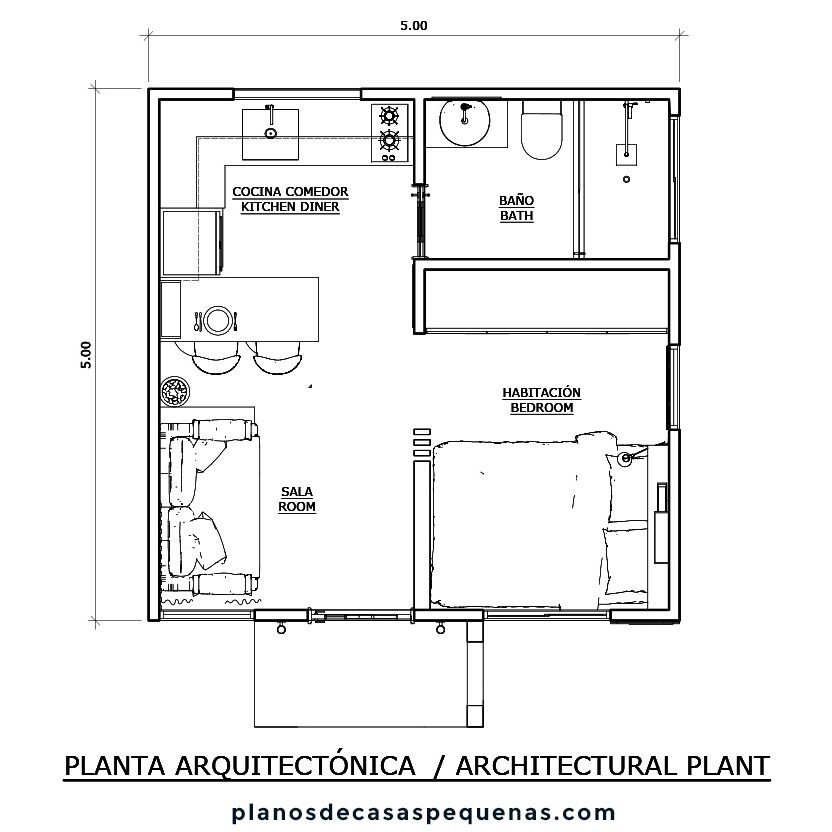 5.00
5.00
COCINA COMEDOR
KITCHEN DINER
BAÑO
BATH
HABITACIÓN
BEDROOM
SALA
ROOM
PLANTA ARQUITECTÓNICA / ARCHITECTURAL PLANT
planosdecasaspequenas.com